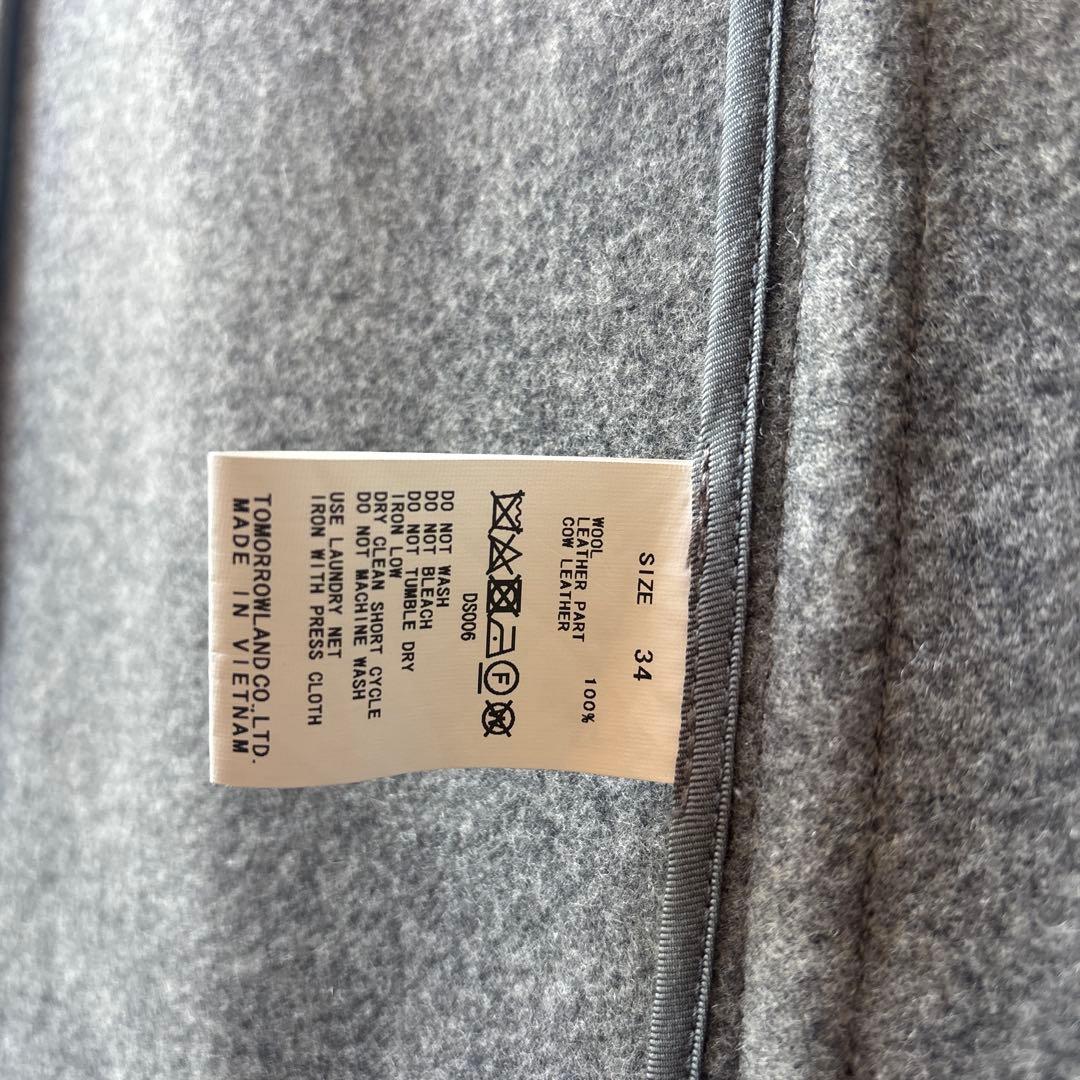 SIZE 34
WOOL 100%
LEATHER PART
COW LEATHER
F
W
DS006
DO NOT WASH
DO NOT BLEACH
DO NOT TUMBLE DRY
IRON LOW
DRY CLEAN SHORT CYCLE
DO NOT MACHINE WASH
USE LAUNDRY NET
IRON WITH PRESS CLOTH
TOMORROWLAND CO.,LTD.
MADE IN VIETNAM